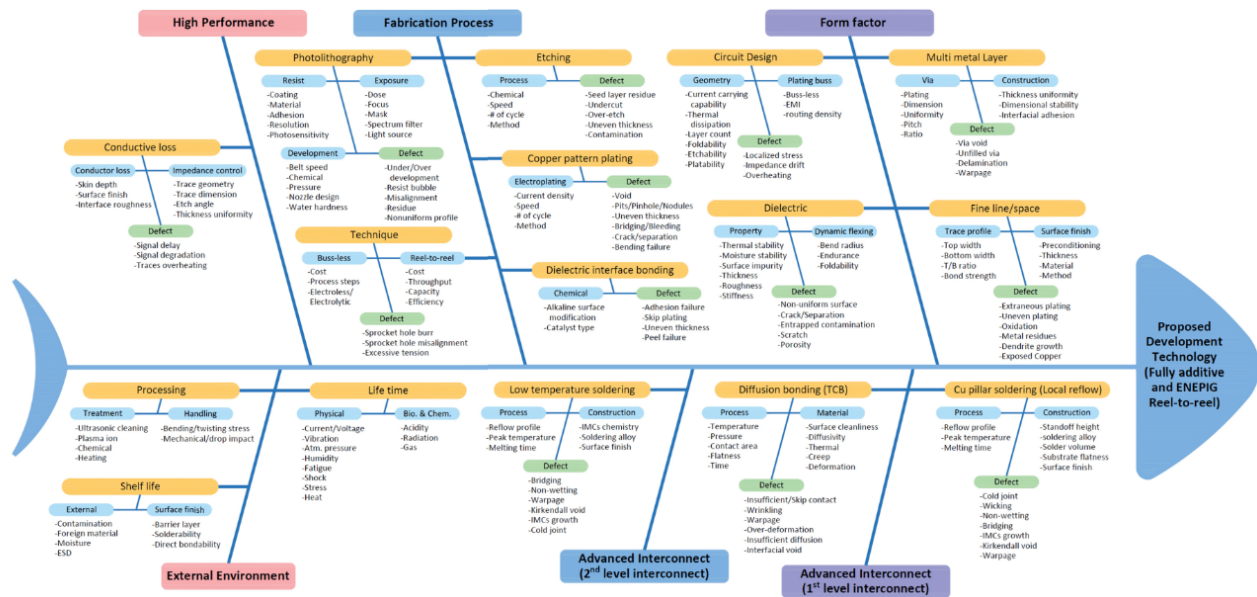 High Performance
Fabrication Process
Form factor
Photolithography
Resist
-Coating
-Material
-Adhesion
-Resolution
-Photosensitivity
Exposure
-Dose
-Focus
-Mask
-Spectrum filter
-Light source
Development
-Belt speed
-Chemical
-Pressure
-Nozzle design
-Water hardness
Defect
-Under/Over
development
-Resist bubble
-Misalignment
-Residue
-Nonuniform profile
Etching
Process
-Chemical
-Speed
-# of cycle
-Method
Defect
-Seed layer residue
-Undercut
-Over-etch
-Uneven thickness
-Contamination
Circuit Design
Geometry
-Current carrying
capability
-Thermal
dissipation
-Layer count
-Foldability
-Etchability
-Platability
Plating buss
-Buss-less
-EMI
-routing density
Defect
-Localized stress
-Impedance drift
-Overheating
Multi metal Layer
Via
-Plating
-Dimension
-Uniformity
-Pitch
-Ratio
Construction
-Thickness uniformity
-Dimensional stability
-Interfacial adhesion
Defect
-Via void
-Unfilled via
-Delamination
-Warpage
Conductive loss
Conductor loss
-Skin depth
-Surface finish
-Interface roughness
Impedance control
-Trace geometry
-Trace dimension
-Etch angle
-Thickness uniformity
Defect
-Signal delay
-Signal degradation
-Traces overheating
Copper pattern plating
Electroplating
-Current density
-Speed
-# of cycle
-Method
Defect
-Void
-Pits/Pinhole/Nodules
-Uneven thickness
-Bridging/Bleeding
-Crack/separation
-Bending failure
Technique
Buss-less
-Cost
-Process steps
-Electroless/
Electrolytic
Reel-to-reel
-Cost
-Throughput
-Capacity
-Efficiency
Defect
-Sprocket hole burr
-Sprocket hole misalignment
-Excessive tension
Dielectric interface bonding
Chemical
-Alkaline surface
modification
-Catalyst type
Defect
-Adhesion failure
-Skip plating
-Uneven thickness
-Peel failure
Dielectric
Property
-Thermal stability
-Moisture stability
-Surface impurity
-Thickness
-Roughness
-Stiffness
Dynamic flexing
-Bend radius
-Endurance
-Foldability
Defect
-Non-uniform surface
-Crack/Separation
-Entrapped contamination
-Scratch
-Porosity
Fine line/space
Trace profile
-Top width
-Bottom width
-T/B ratio
-Bond strength
Surface finish
-Preconditioning
-Thickness
-Material
-Method
Defect
-Extraneous plating
-Uneven plating
-Oxidation
-Metal residues
-Dendrite growth
-Exposed Copper
Proposed
Development
Technology
(Fully additive
and ENEPIG
Reel-to-reel)
Processing
Treatment
-Ultrasonic cleaning
-Plasma ion
-Chemical
-Heating
Handling
-Bending/twisting stress
-Mechanical/drop impact
Life time
Physical
-Current/Voltage
-Vibration
-Atm. pressure
-Humidity
-Fatigue
-Shock
-Stress
-Heat
Bio. & Chem.
-Acidity
-Radiation
-Gas
Shelf life
External
-Contamination
-Foreign material
-Moisture
-ESD
Surface finish
-Barrier layer
-Solderability
-Direct bondability
Low temperature soldering
Process
-Reflow profile
-Peak temperature
-Melting time
Construction
-IMCs chemistry
-Soldering alloy
-Surface finish
Defect
-Bridging
-Non-wetting
-Warpage
-Kirkendall void
-IMCs growth
-Cold joint
Diffusion bonding (TCB)
Process
-Temperature
-Pressure
-Contact area
-Flatness
-Time
Material
-Surface cleanliness
-Diffusivity
-Thermal
-Creep
-Deformation
Defect
-Insufficient/Skip contact
-Wrinkling
-Warpage
-Over-deformation
-Insufficient diffusion
-Interfacial void
Cu pillar soldering (Local reflow)
Process
-Reflow profile
-Peak temperature
-Melting time
Construction
-Standoff height
-soldering alloy
-Solder volume
-Substrate flatness
-Surface finish
Defect
-Cold joint
-Wicking
-Non-wetting
-Bridging
-IMCs growth
-Kirkendall void
-Warpage
External Environment
Advanced Interconnect
(2nd level interconnect)
Advanced Interconnect
(1st level interconnect)